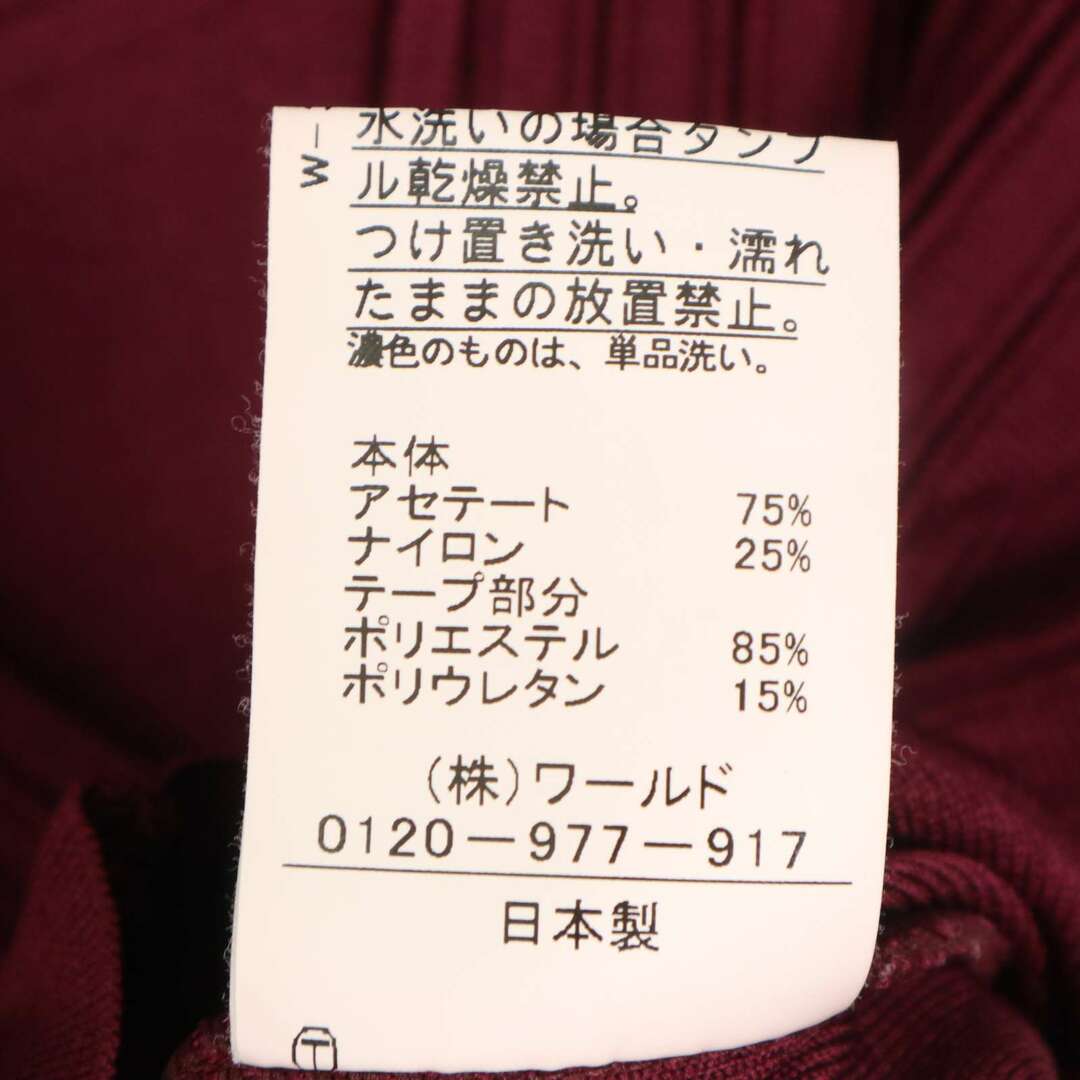 水洗いの場合タンブ
ル乾燥禁止。
つけ置き洗い・濡れ
たままの放置禁止。
濃色のものは、単品洗い。
本体
アセテート 75%
ナイロン 25%
テープ部分
ポリエステル 85%
ポリウレタン 15%
(株)ワールド
0120-977-917
日本製
T